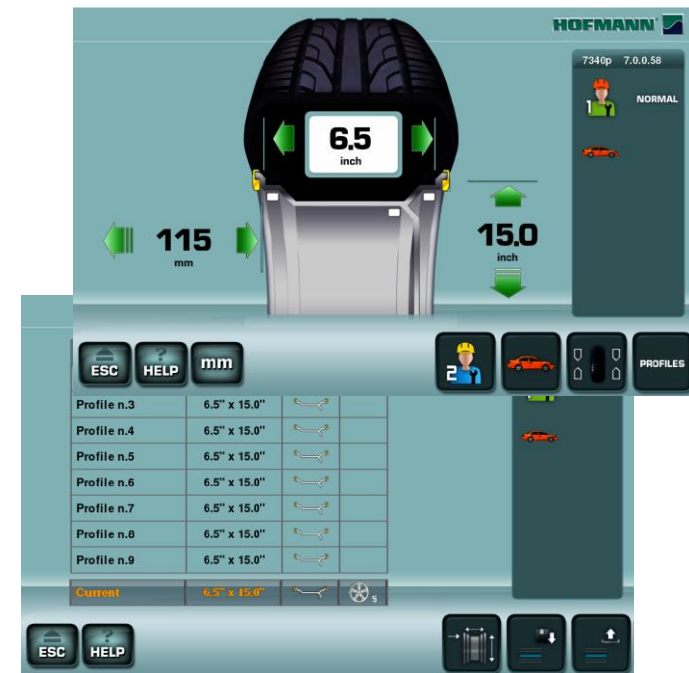 HOFMANN
7340p 7.0.0.58
1 NORMAL
6.5
inch
115
mm
15.0
inch
ESC
? HELP
mm
2
PROFILES
Profile n.3 6.5" x 15.0"
Profile n.4 6.5" x 15.0"
Profile n.5 6.5" x 15.0"
Profile n.6 6.5" x 15.0"
Profile n.7 6.5" x 15.0"
Profile n.8 6.5" x 15.0"
Profile n.9 6.5" x 15.0"
Current 6.5" x 15.0" 5
ESC
? HELP